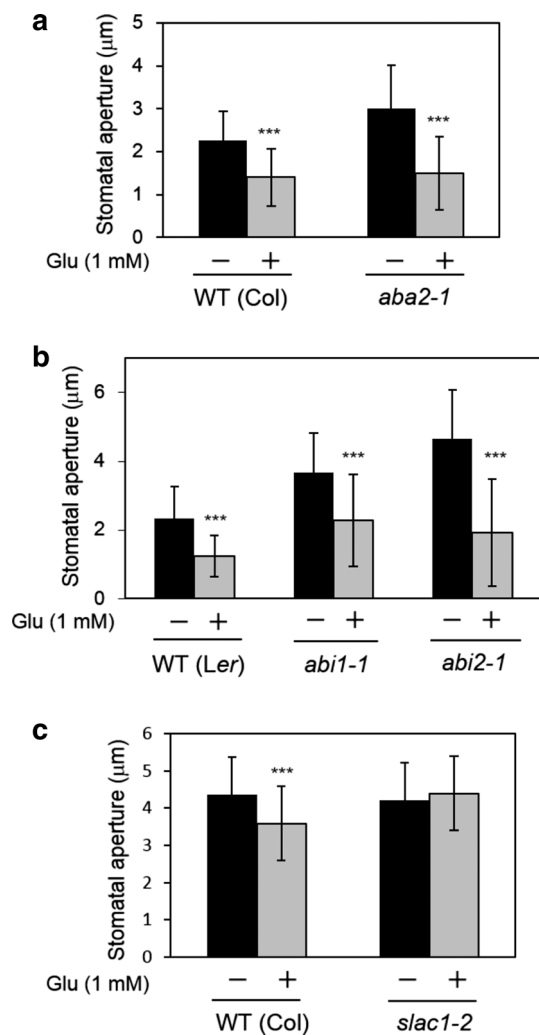 a
Stomatal aperture (μm)
5
4
3
2
1
0
*** ***
Glu (1 mM) − + − +
WT (Col) aba2-1
b
Stomatal aperture (μm)
6
4
2
0
*** *** ***
Glu (1 mM) − + − + − +
WT (Ler) abi1-1 abi2-1
c
Stomatal aperture (μm)
6
5
4
3
2
1
0
***
Glu (1 mM) − + − +
WT (Col) slac1-2